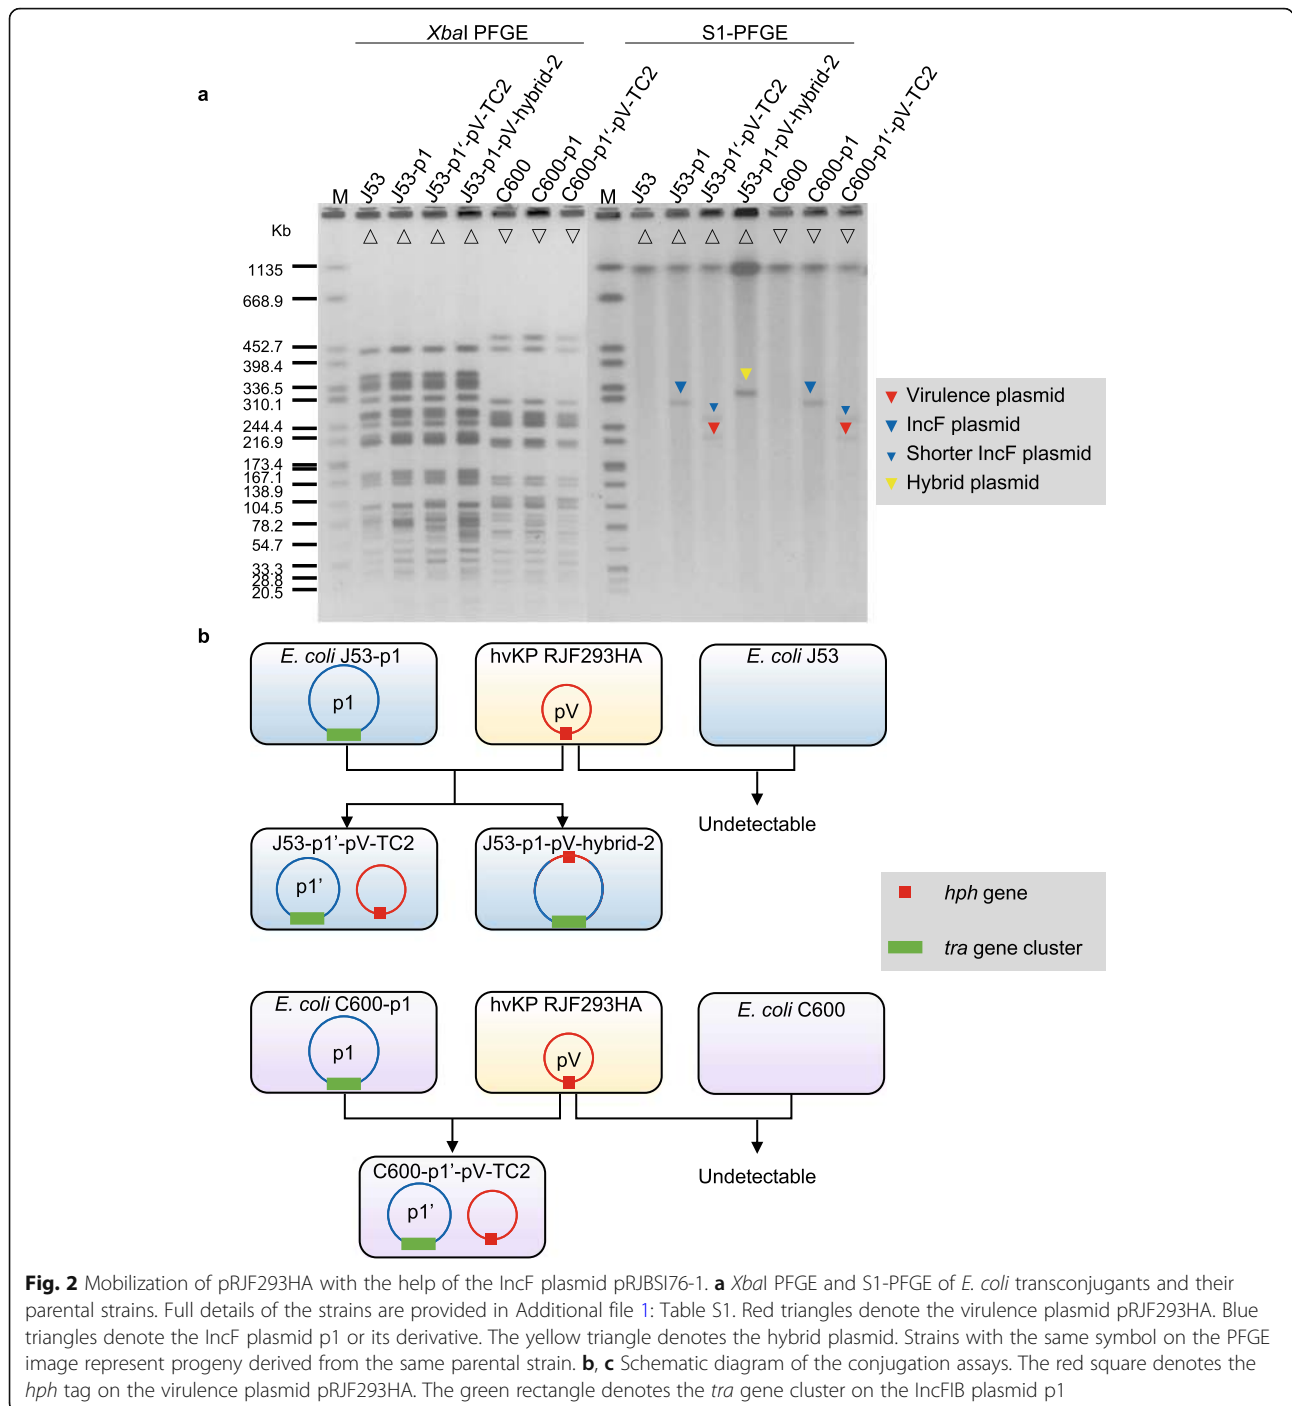 XbaI PFGE
S1-PFGE
a
M
J53
J53-p1
J53-p1‘-pV-TC2
J53-p1-pV-hybrid-2
C600
C600-p1
C600-p1‘-pV-TC2
M
J53
J53-p1
J53-p1‘-pV-TC2
J53-p1-pV-hybrid-2
C600
C600-p1
C600-p1‘-pV-TC2
Kb
1135
668.9
452.7
398.4
336.5
310.1
244.4
216.9
173.4
167.1
138.9
104.5
78.2
54.7
33.3
28.8
20.5
Virulence plasmid
IncF plasmid
Shorter IncF plasmid
Hybrid plasmid
b
E. coli J53-p1
hvKP RJF293HA
E. coli J53
p1
pV
Undetectable
J53-p1’-pV-TC2
J53-p1-pV-hybrid-2
p1’
hph gene
tra gene cluster
E. coli C600-p1
hvKP RJF293HA
E. coli C600
p1
pV
Undetectable
C600-p1’-pV-TC2
p1’
Fig. 2 Mobilization of pRJF293HA with the help of the IncF plasmid pRJBSI76-1. a XbaI PFGE and S1-PFGE of E. coli transconjugants and their
parental strains. Full details of the strains are provided in Additional file 1: Table S1. Red triangles denote the virulence plasmid pRJF293HA. Blue
triangles denote the IncF plasmid p1 or its derivative. The yellow triangle denotes the hybrid plasmid. Strains with the same symbol on the PFGE
image represent progeny derived from the same parental strain. b, c Schematic diagram of the conjugation assays. The red square denotes the
hph tag on the virulence plasmid pRJF293HA. The green rectangle denotes the tra gene cluster on the IncFIB plasmid p1